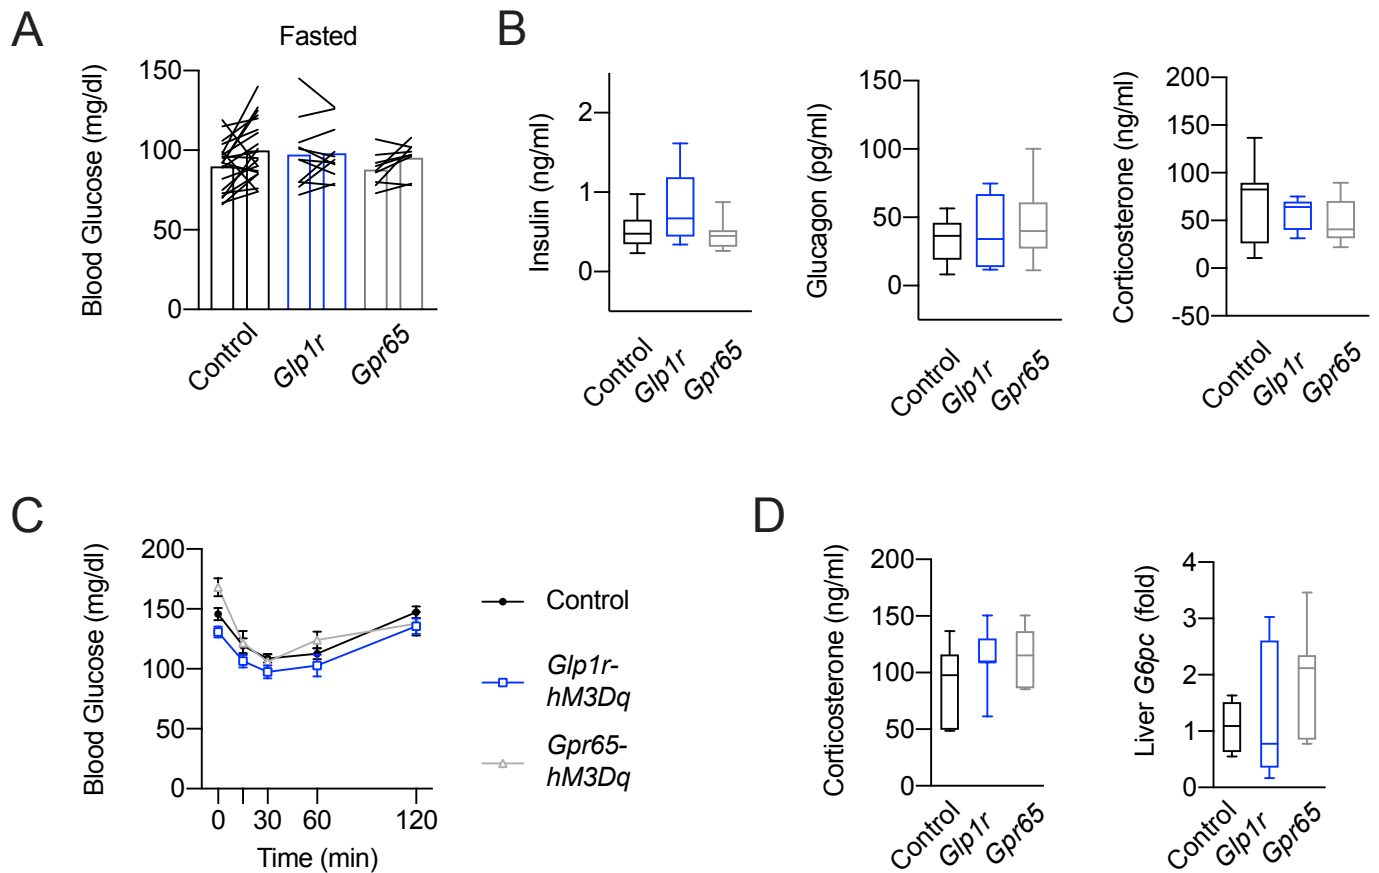 A
Fasted
Blood Glucose (mg/dl)
150
100
50
0
Control
Glp1r
Gpr65
B
Insulin (ng/ml)
2
1
0
Control
Glp1r
Gpr65
Glucagon (pg/ml)
150
100
50
0
Control
Glp1r
Gpr65
Corticosterone (ng/ml)
200
150
100
50
0
-50
Control
Glp1r
Gpr65
C
Blood Glucose (mg/dl)
200
150
100
50
0
0 30 60 120
Time (min)
Control
Glp1r-
hM3Dq
Gpr65-
hM3Dq
D
Corticosterone (ng/ml)
200
150
100
50
0
Control
Glp1r
Gpr65
Liver G6pc (fold)
4
3
2
1
0
Control
Glp1r
Gpr65